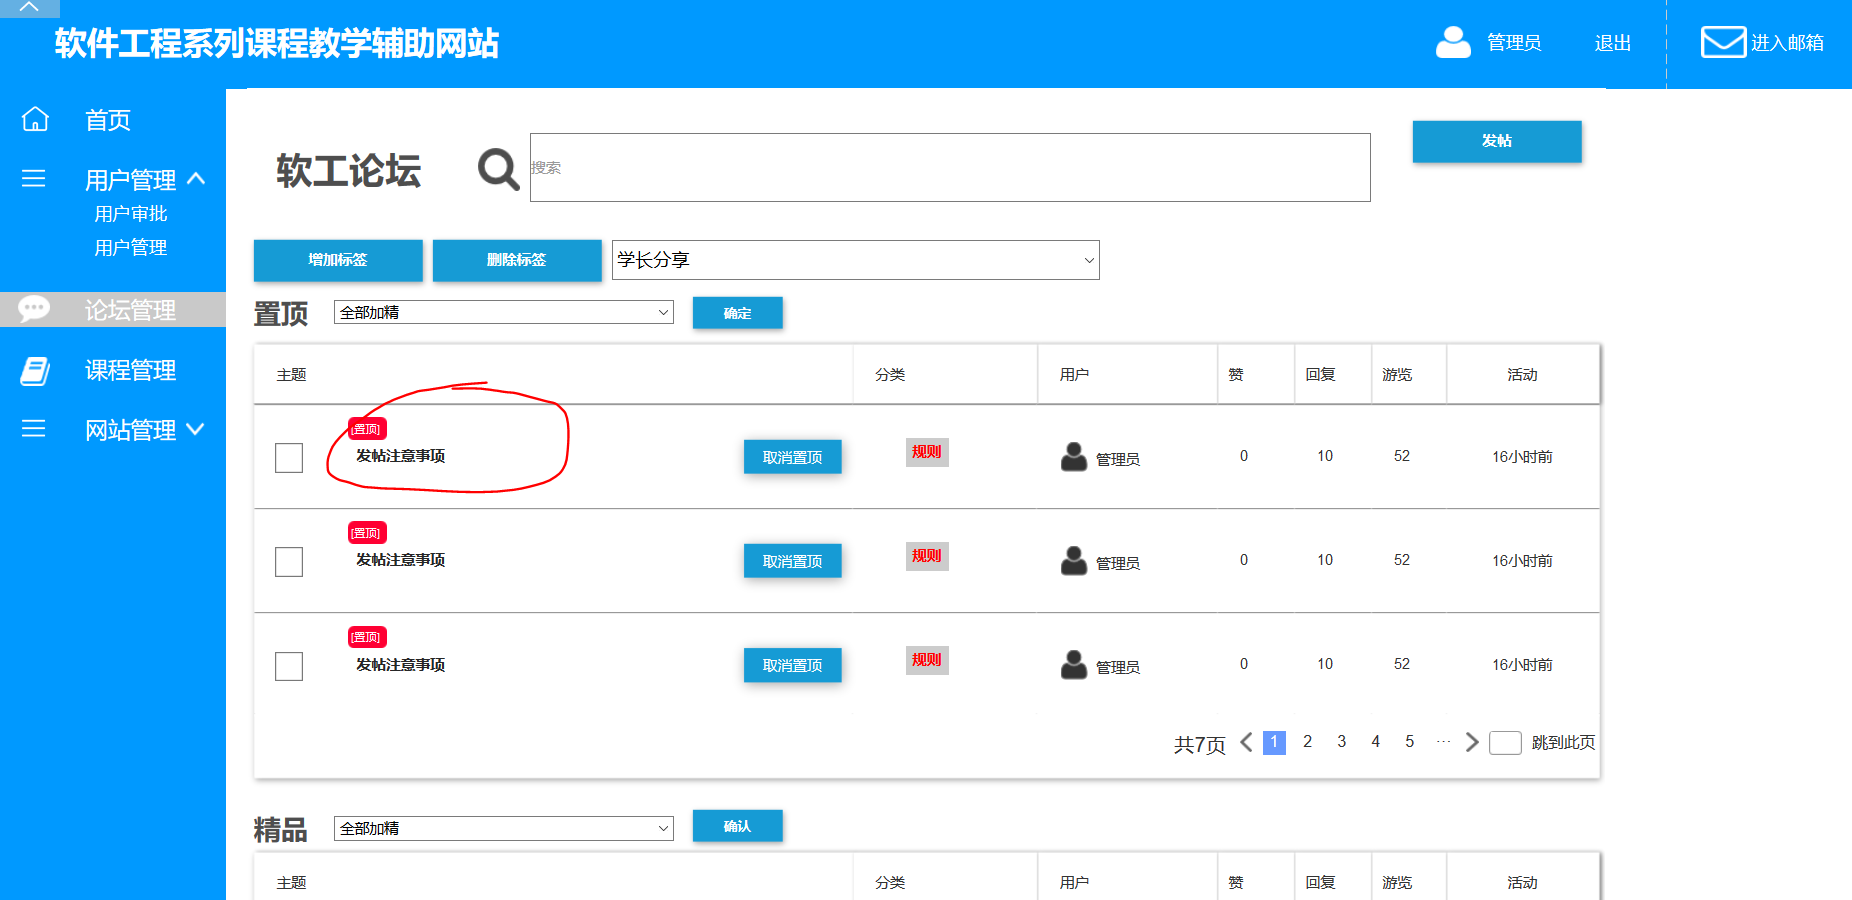 软件工程系列课程教学辅助网站
管理员 退出 进入邮箱
首页
用户管理
用户审批
用户管理
论坛管理
课程管理
网站管理
软工论坛 搜索 发帖
增加标签 删除标签 学长分享
置顶 全部加精 确定
主题 分类 用户 赞 回复 游览 活动
[置顶]
发帖注意事项 取消置顶 规则 管理员 0 10 52 16小时前
[置顶]
发帖注意事项 取消置顶 规则 管理员 0 10 52 16小时前
[置顶]
发帖注意事项 取消置顶 规则 管理员 0 10 52 16小时前
共7页 1 2 3 4 5 ... 跳到此页
精品 全部加精 确认
主题 分类 用户 赞 回复 游览 活动